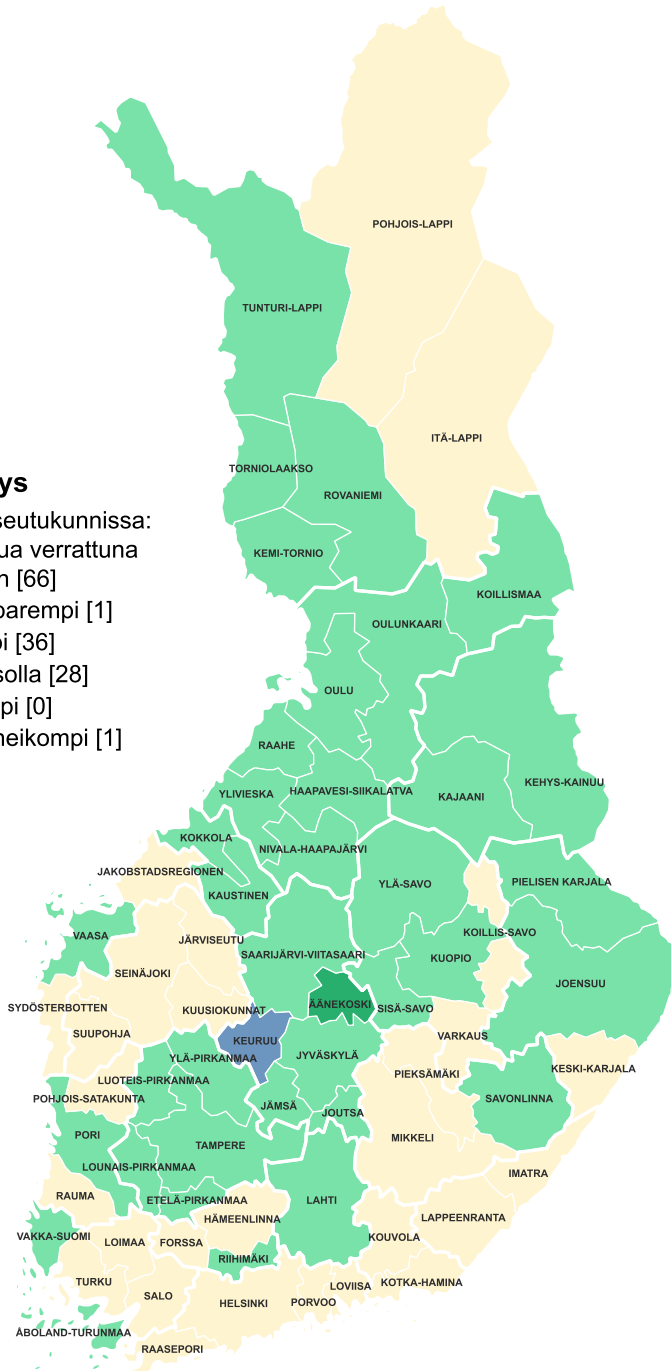 POHJOIS-LAPPI
TUNTURI-LAPPI
ITÄ-LAPPI
TORNIOLAAKSO
ROVANIEMI
ys
seutukunnissa:
ua verrattuna
KEMI-TORNIO
n [66]
KOILLISMAA
parempi [1]
OULUNKAARI
pi [36]
solla [28]
OULU
pi [0]
heikompi [1]
RAAHE
YLIVIESKA
HAAPAVESI-SIIKALATVA
KAJAANI
KEHYS-KAINUU
KOKKOLA
NIVALA-HAAPAJÄRVI
JAKOBSTADSREGIONEN
YLÄ-SAVO
PIELISEN KARJALA
KAUSTINEN
VAASA
JÄRVISEUTU
KOILLIS-SAVO
SAARIJÄRVI-VIITASAARI
KUOPIO
SEINÄJOKI
JOENSUU
SYDÖSTERBOTTEN
KUUSIOKUNNAT
ÄÄNEKOSKI
SISÄ-SAVO
SUUPOHJA
KEURUU
VARKAUS
YLÄ-PIRKANMAA
JYVÄSKYLÄ
KESKI-KARJALA
LUOTEIS-PIRKANMAA
PIEKSÄMÄKI
POHJOIS-SATAKUNTA
SAVONLINNA
JÄMSÄ
JOUTSA
PORI
MIKKELI
TAMPERE
LOUNAIS-PIRKANMAA
IMATRA
RAUMA
ETELÄ-PIRKANMAA
LAHTI
HÄMEENLINNA
LAPPEENRANTA
VAKKA-SUOMI
LOIMAA
FORSSA
KOUVOLA
RIIHIMÄKI
TURKU
LOVIISA
KOTKA-HAMINA
SALO
HELSINKI
PORVOO
ÅBOLAND-TURUNMAA
RAASEPORI